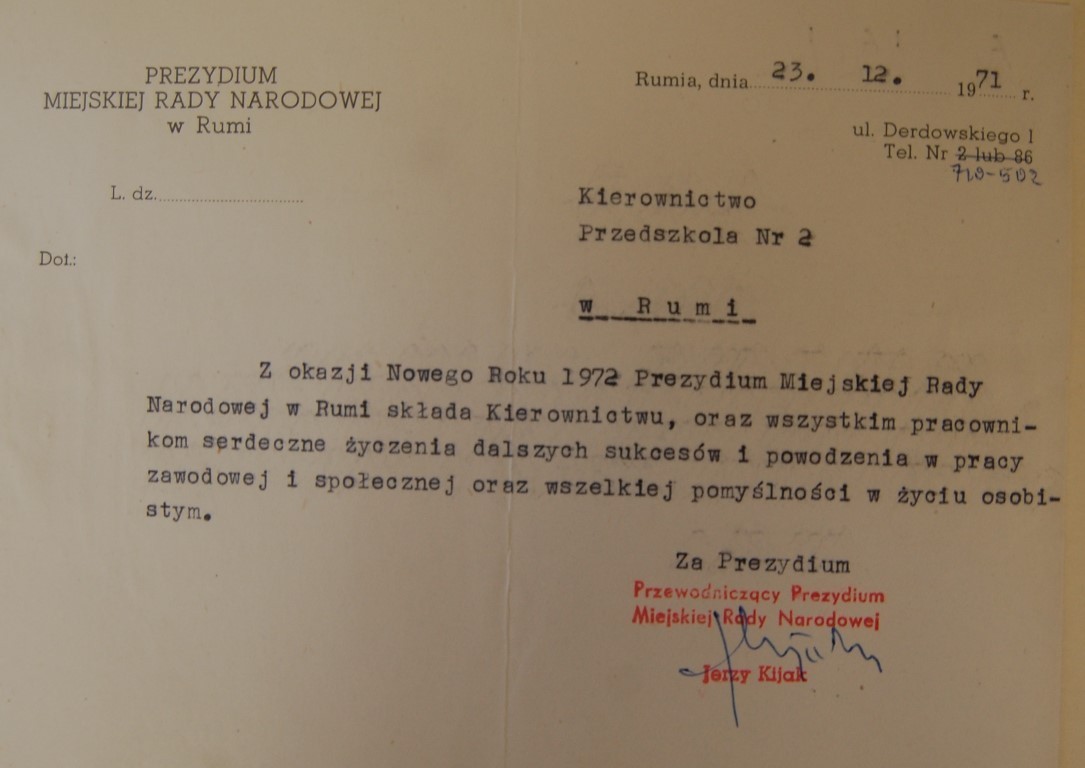 PREZYDIUM
MIEJSKIEJ RADY NARODOWEJ
w Rumi
L. dz.
Dot.:
Rumia, dnia 23. 12. 1971 r.
ul. Derdowskiego 1
Tel. Nr 2 lub 86
710-502
Kierownictwo
Przedszkola Nr 2
w Rumi
Z okazji Nowego Roku 1972 Prezydium Miejskiej Rady
Narodowej w Rumi składa Kierownictwu, oraz wszystkim pracowni-
kom serdeczne życzenia dalszych sukcesów i powodzenia w pracy
zawodowej i społecznej oraz wszelkiej pomyślności w życiu osobi-
stym.
Za Prezydium
Przewodniczący Prezydium
Miejskiej Rady Narodowej
Jerzy Kijak